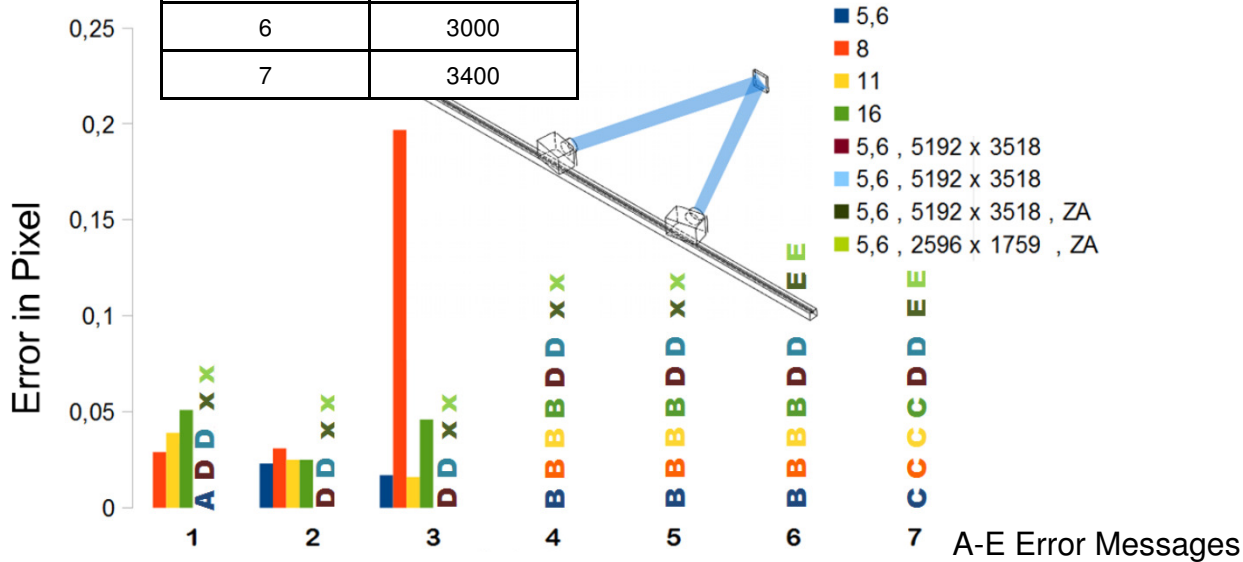 6 3000
7 3400
5,6
8
11
16
5,6 , 5192 x 3518
5,6 , 5192 x 3518
5,6 , 5192 x 3518 , ZA
5,6 , 2596 x 1759 , ZA
Error in Pixel
0,25
0,2
0,15
0,1
0,05
0
A D D x x
D D x x
D D x x
B B B B D D x x
B B B B D D x x
B B B B D D E E
C C C C D D E E
1 2 3 4 5 6 7
A-E Error Messages